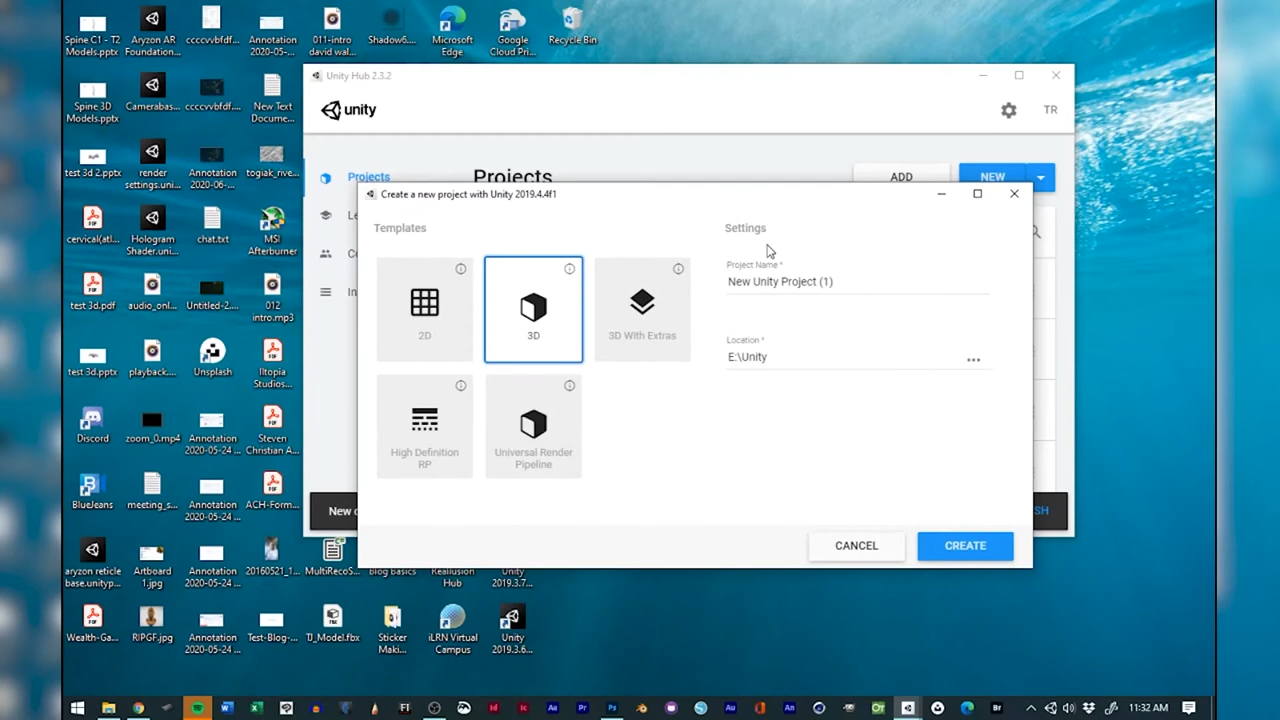 Spine C1 - T2
Models.pptx
Aryzon AR
Foundation...
ccccvvbfdf...
Annotation
2020-05-...
011-intro
david wal...
Shadow6....
Microsoft
Edge
Google
Cloud Pri...
Recycle Bin
Spine 3D
Models.pptx
Camerabas...
ccccvvbfdf...
New Text
Docume...
test 3d 2.pptx
render
settings.uni...
Annotation
2020-06-...
togiak_rive...
cervical(atl...
Hologram
Shader.uni...
chat.txt
MSI
Afterburner
test 3d.pdf
audio_onl...
Untitled-2...
012
intro.mp3
test 3d.pptx
playback....
Unsplash
Iltopia
Studios...
Discord
zoom_0.mp4
Annotation
2020-05-24 ...
Steven
Christian A...
BlueJeans
meeting_s...
Annotation
2020-05-24 ...
ACH-Form...
aryzon reticle
base.unityp...
Artboard
1.jpg
Annotation
2020-05-24 ...
20160521_1...
MultiRecoS...
blog basics
Reallusion
Hub
Unity
2019.3.7...
Wealth-Ga...
RIPGF.jpg
Annotation
2020-05-24 ...
Test-Blog-...
TJ_Model.fbx
Sticker
Maki...
iLRN Virtual
Campus
Unity
2019.3.6...
Unity Hub 2.3.2
unity
TR
Projects
Projects
ADD
NEW
Create a new project with Unity 2019.4.4f1
Templates
Settings
2D
3D
3D With Extras
High Definition
RP
Universal Render
Pipeline
Project Name *
New Unity Project (1)
Location *
E:\Unity
...
CANCEL
CREATE
11:32 AM